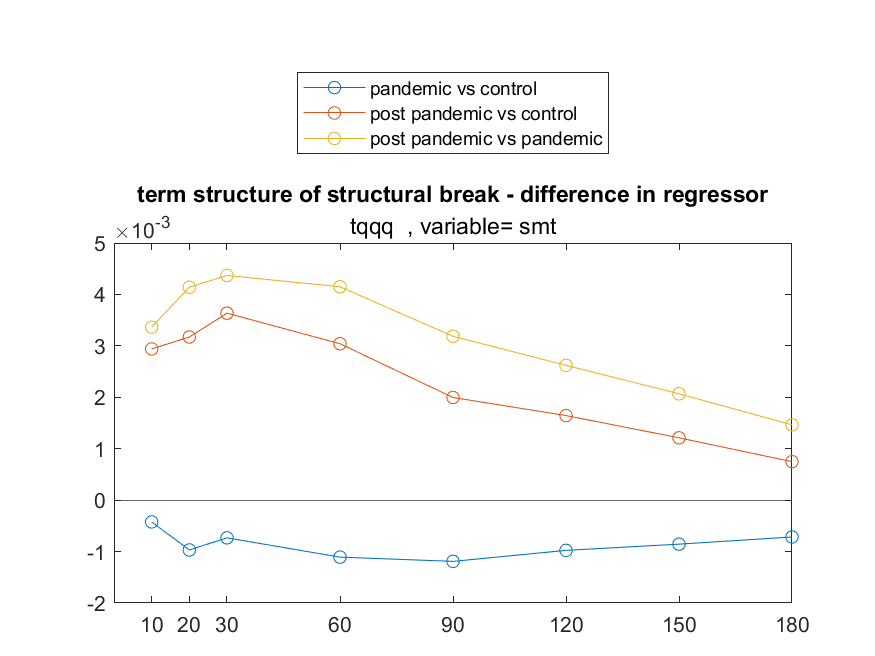 pandemic vs control
post pandemic vs control
post pandemic vs pandemic
term structure of structural break - difference in regressor
tqqq , variable= smt
×10-3
5
4
3
2
1
0
-1
-2
10 20 30 60 90 120 150 180